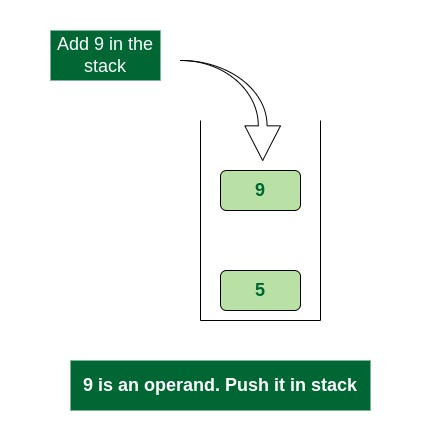 Add 9 in the
stack
9
5
9 is an operand. Push it in stack